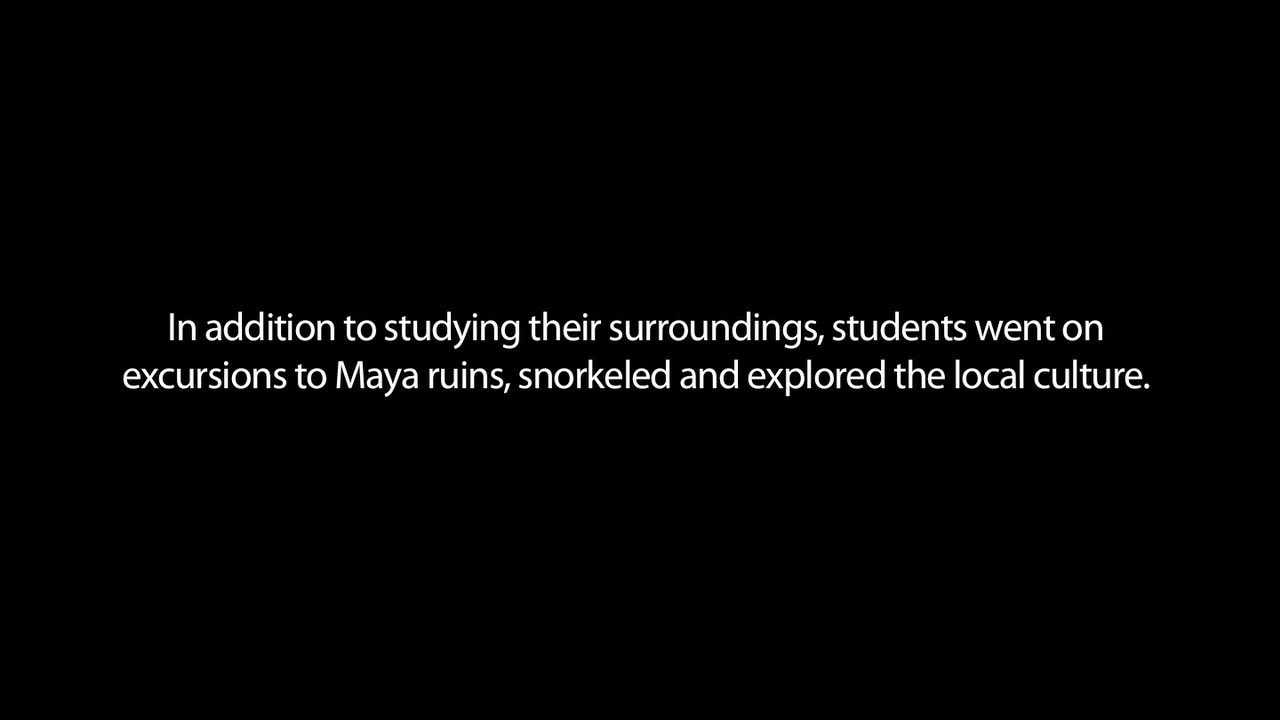 In addition to studying their surroundings, students went on
excursions to Maya ruins, snorkeled and explored the local culture.